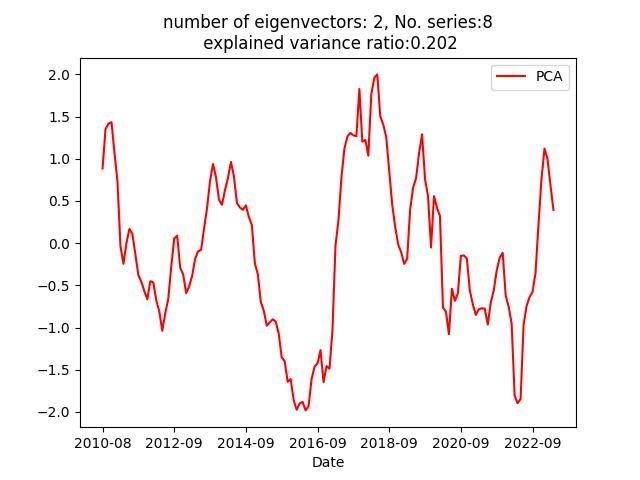 number of eigenvectors: 2, No. series:8
explained variance ratio:0.202
PCA
2.0
1.5
1.0
0.5
0.0
−0.5
−1.0
−1.5
−2.0
2010-08 2012-09 2014-09 2016-09 2018-09 2020-09 2022-09
Date